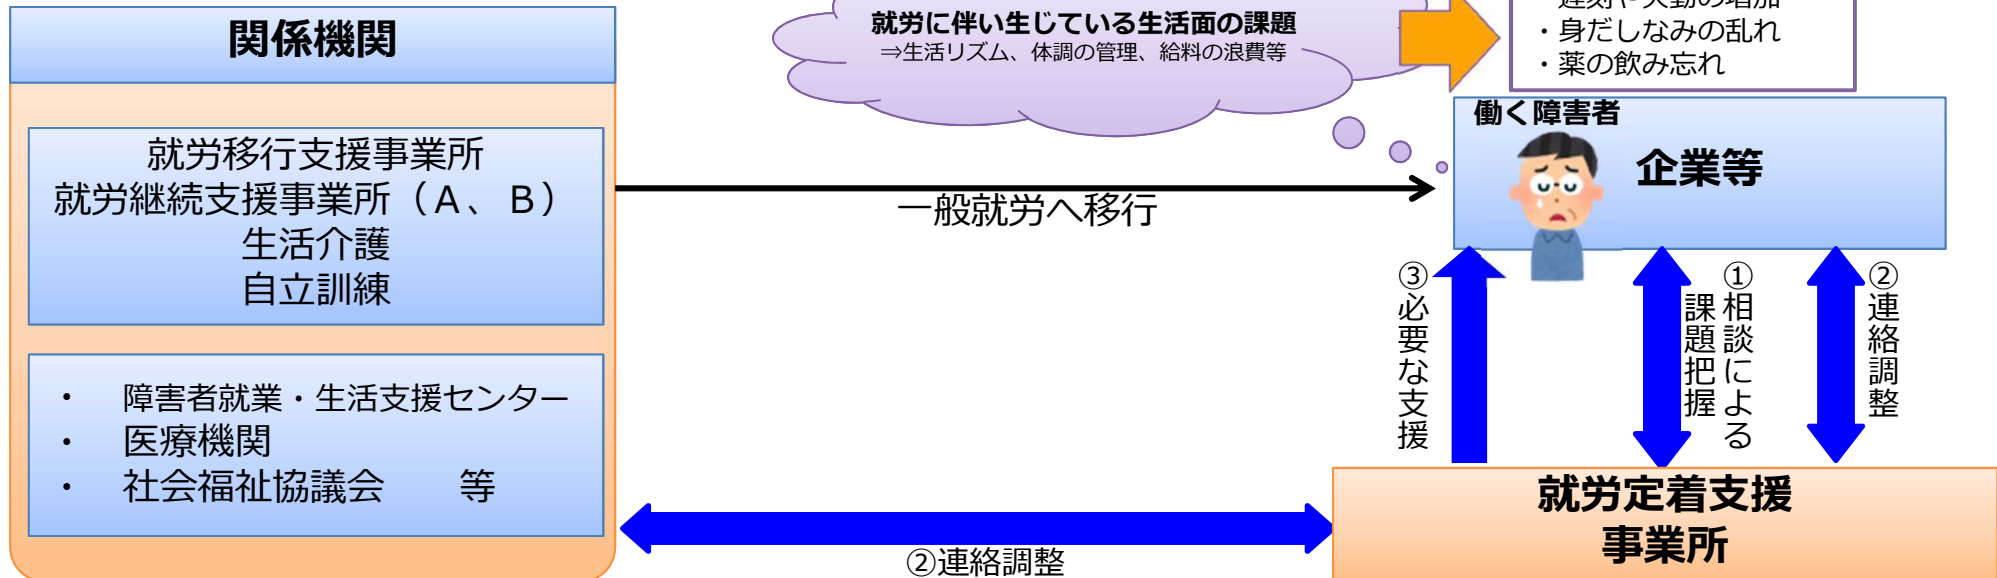 関係機関
就労移行支援事業所
就労継続支援事業所（Ａ、Ｂ）
生活介護
自立訓練
・　障害者就業・生活支援センター
・　医療機関
・　社会福祉協議会　　等
就労に伴い生じている生活面の課題
⇒生活リズム、体調の管理、給料の浪費等
・身だしなみの乱れ
・薬の飲み忘れ
働く障害者
企業等
一般就労へ移行
③必要な支援
①相談による
課題把握
②連絡調整
②連絡調整
就労定着支援
事業所